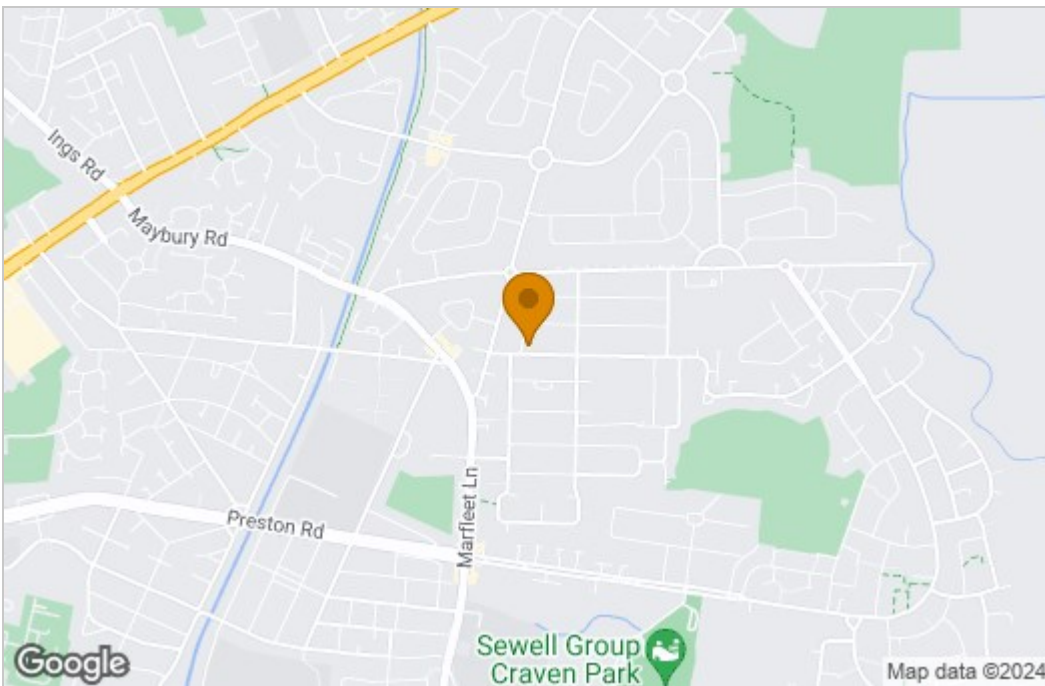 Ings Rd
Maybury Rd
Preston Rd
Marfleet Ln
Sewell Group
Craven Park
Google
Map data ©2024